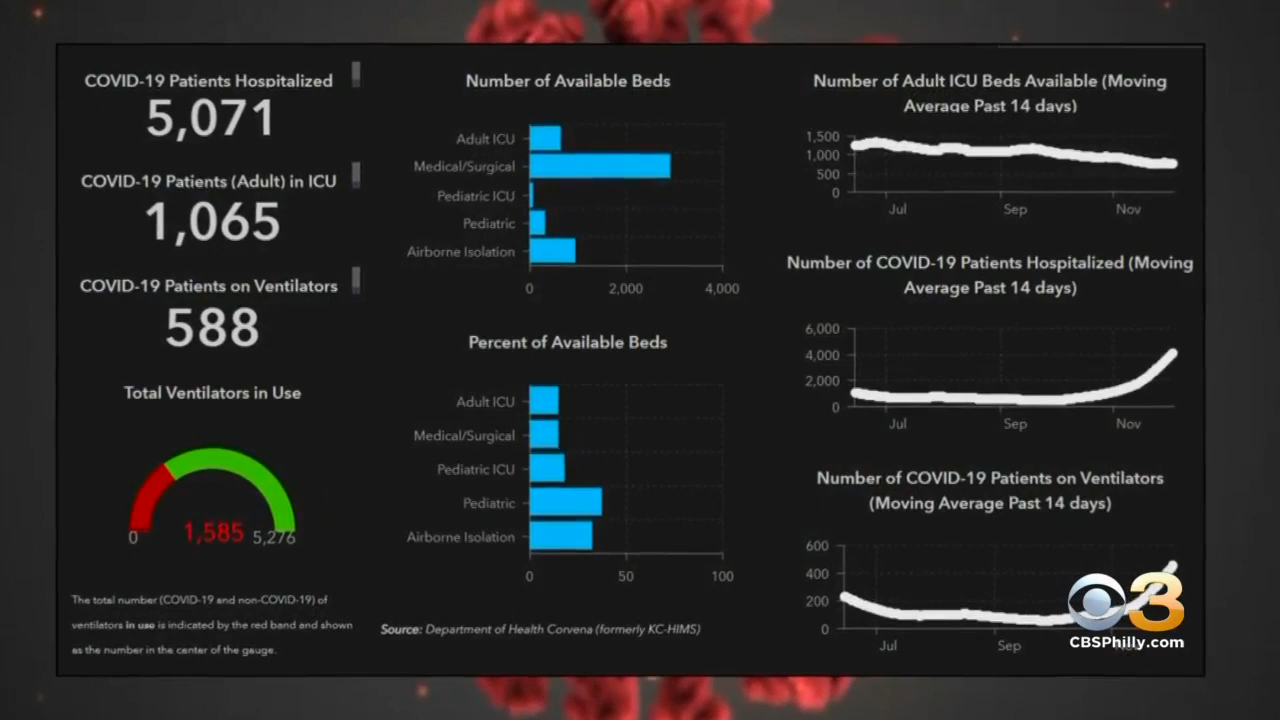 COVID-19 Patients Hospitalized
5,071
COVID-19 Patients (Adult) in ICU
1,065
COVID-19 Patients on Ventilators
588
Total Ventilators in Use
0
1,585
5,276
The total number (COVID-19 and non-COVID-19) of
ventilators in use is indicated by the red band and shown
as the number in the center of the gauge.
Number of Available Beds
Adult ICU
Medical/Surgical
Pediatric ICU
Pediatric
Airborne Isolation
0 2,000 4,000
Percent of Available Beds
Adult ICU
Medical/Surgical
Pediatric ICU
Pediatric
Airborne Isolation
0 50 100
Source: Department of Health Corvena (formerly KC-HIMS)
Number of Adult ICU Beds Available (Moving
Average Past 14 days)
1,500
1,000
500
0
Jul Sep Nov
Number of COVID-19 Patients Hospitalized (Moving
Average Past 14 days)
6,000
4,000
2,000
0
Jul Sep Nov
Number of COVID-19 Patients on Ventilators
(Moving Average Past 14 days)
600
400
200
0
Jul Sep
3
CBSPhilly.com